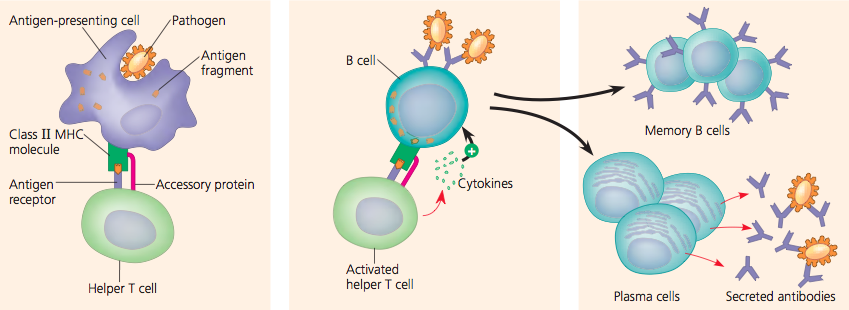 Antigen-presenting cell
Pathogen
Antigen
fragment
Class II MHC
molecule
Antigen
receptor
Accessory protein
Helper T cell
B cell
+
Cytokines
Activated
helper T cell
Memory B cells
Plasma cells
Secreted antibodies